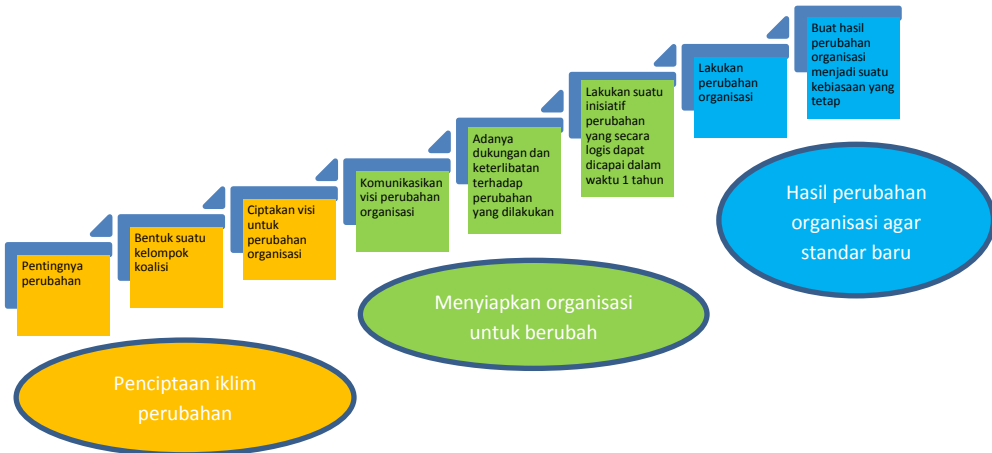 Pentingnya
perubahan
Bentuk suatu
kelompok
koalisi
Ciptakan visi
untuk
perubahan
organisasi
Komunikasikan
visi perubahan
organisasi
Adanya
dukungan dan
keterlibatan
terhadap
perubahan
yang dilakukan
Lakukan suatu
inisiatif
perubahan
yang secara
logis dapat
dicapai dalam
waktu 1 tahun
Lakukan
perubahan
organisasi
Buat hasil
perubahan
organisasi
menjadi suatu
kebiasaan yang
tetap
Penciptaan iklim
perubahan
Menyiapkan organisasi
untuk berubah
Hasil perubahan
organisasi agar
standar baru